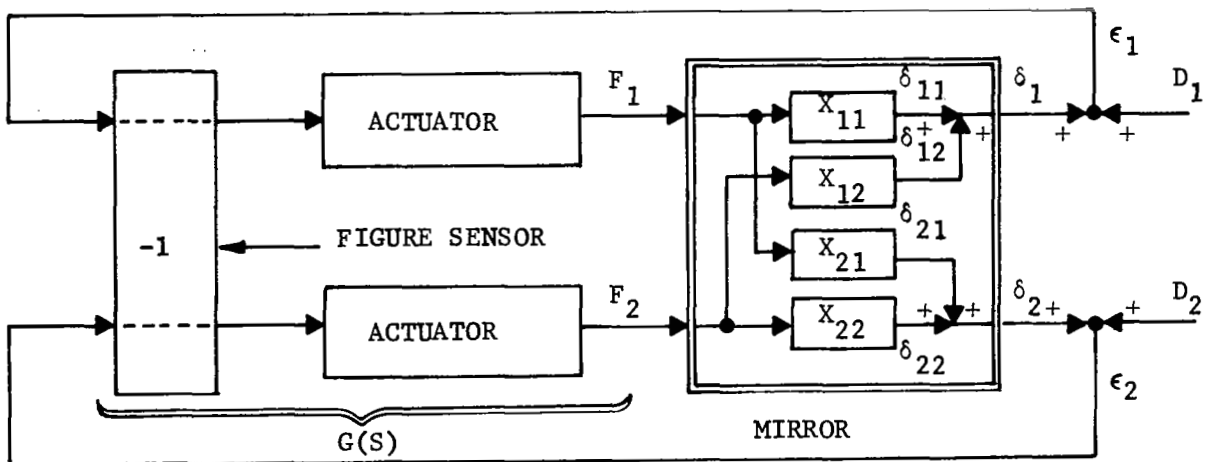 ε₁
F₁
δ₁₁
δ₁
D₁
ACTUATOR
X₁₁
+
+
+
+
δ₁₂
X₁₂
-1
FIGURE SENSOR
δ₂₁
X₂₁
F₂
δ₂
D₂
ACTUATOR
X₂₂
+
+
+
+
δ₂₂
ε₂
G(S)
MIRROR